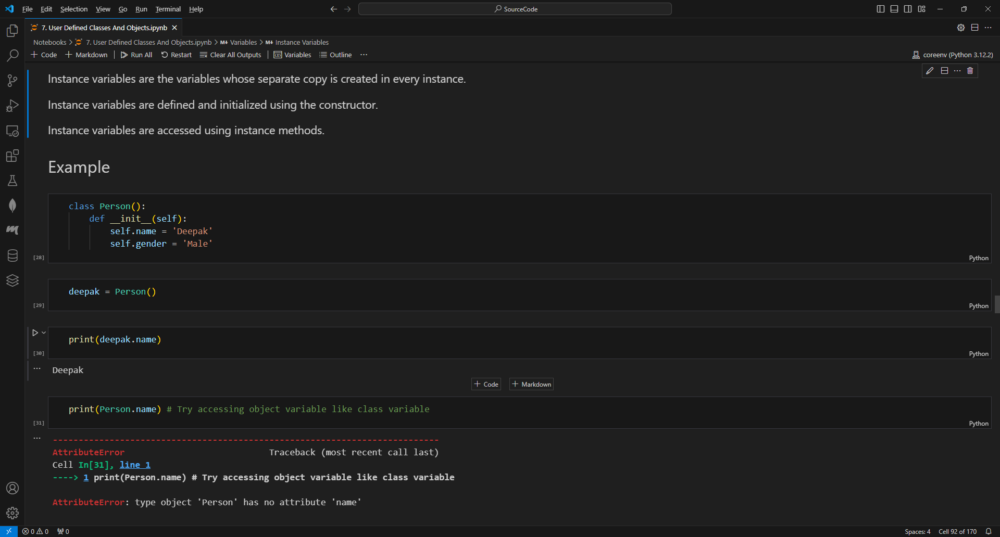 File Edit Selection View Go Run Terminal Help
SourceCode
7. User Defined Classes And Objects.ipynb
Notebooks > 7. User Defined Classes And Objects.ipynb > M↓ Variables > M↓ Instance Variables
+ Code + Markdown | Run All Restart Clear All Outputs | Variables Outline ...
coreenv (Python 3.12.2)
Instance variables are the variables whose separate copy is created in every instance.
Instance variables are defined and initialized using the constructor.
Instance variables are accessed using instance methods.
Example
class Person():
    def __init__(self):
        self.name = 'Deepak'
        self.gender = 'Male'
[28]
Python
deepak = Person()
[29]
Python
print(deepak.name)
[30]
Python
... Deepak
+ Code + Markdown
print(Person.name) # Try accessing object variable like class variable
[31]
Python
...
---------------------------------------------------------------------------
AttributeError                            Traceback (most recent call last)
Cell In[31], line 1
----> 1 print(Person.name) # Try accessing object variable like class variable
AttributeError: type object 'Person' has no attribute 'name'
0 0 0
Spaces: 4 Cell 92 of 170